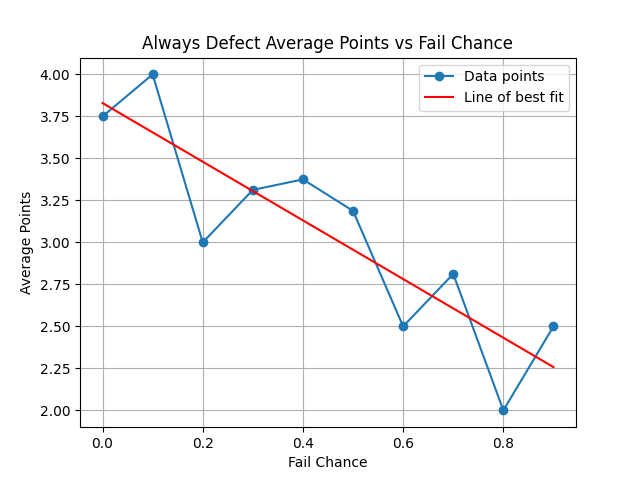 Always Defect Average Points vs Fail Chance
Data points
Line of best fit
4.00
3.75
3.50
3.25
3.00
2.75
2.50
2.25
2.00
Average Points
0.0 0.2 0.4 0.6 0.8
Fail Chance